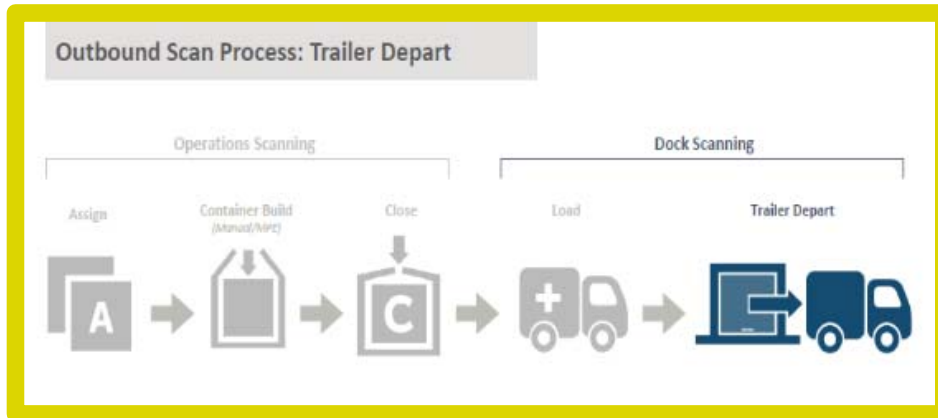 Outbound Scan Process: Trailer Depart
Operations Scanning
Dock Scanning
Assign
Container Build
(Manual/MPE)
Close
Load
Trailer Depart
A
C